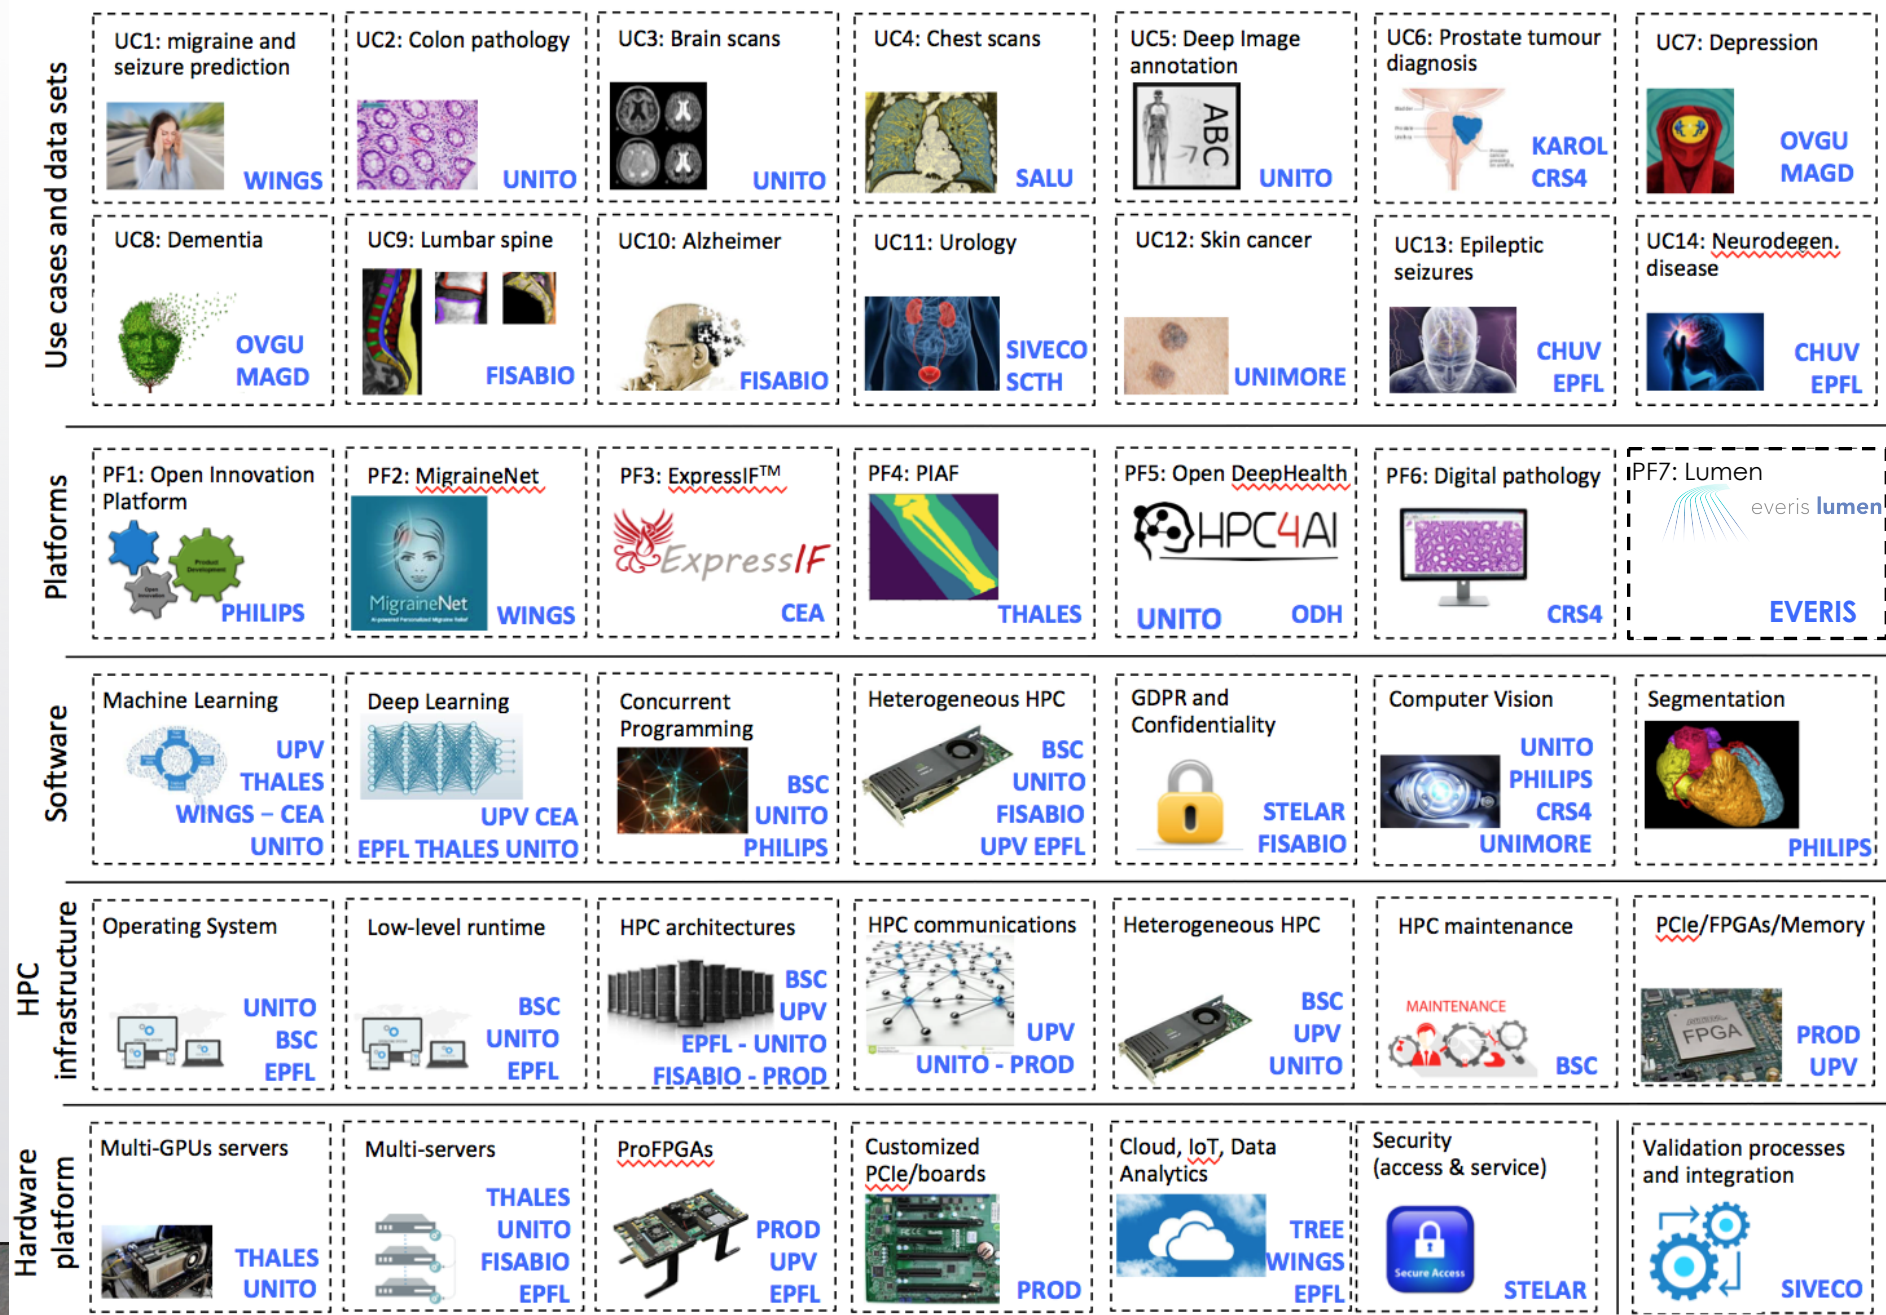 Use cases and data sets
UC1: migraine and
seizure prediction
WINGS
UC2: Colon pathology
UNITO
UC3: Brain scans
UNITO
UC4: Chest scans
SALU
UC5: Deep Image
annotation
ABC
UNITO
UC6: Prostate tumour
diagnosis
KAROL
CRS4
UC7: Depression
OVGU
MAGD
UC8: Dementia
OVGU
MAGD
UC9: Lumbar spine
FISABIO
UC10: Alzheimer
FISABIO
UC11: Urology
SIVECO
SCTH
UC12: Skin cancer
UNIMORE
UC13: Epileptic
seizures
CHUV
EPFL
UC14: Neurodegen.
disease
CHUV
EPFL
Platforms
PF1: Open Innovation
Platform
Product
Development
Open
Innovation
PHILIPS
PF2: MigraineNet
MigraineNet
AI-powered Personalized Migraine Relief
WINGS
PF3: ExpressIF™
ExpressIF
CEA
PF4: PIAF
THALES
PF5: Open DeepHealth
HPC4AI
UNITO ODH
PF6: Digital pathology
CRS4
PF7: Lumen
everis lumen
EVERIS
Software
Machine Learning
UPV
THALES
WINGS – CEA
UNITO
Deep Learning
UPV CEA
EPFL THALES UNITO
Concurrent
Programming
BSC
UNITO
PHILIPS
Heterogeneous HPC
BSC
UNITO
FISABIO
UPV EPFL
GDPR and
Confidentiality
STELAR
FISABIO
Computer Vision
UNITO
PHILIPS
CRS4
UNIMORE
Segmentation
PHILIPS
HPC
infrastructure
Operating System
UNITO
BSC
EPFL
Low-level runtime
BSC
UNITO
EPFL
HPC architectures
BSC
UPV
EPFL - UNITO
FISABIO - PROD
HPC communications
UPV
UNITO - PROD
Heterogeneous HPC
BSC
UPV
UNITO
HPC maintenance
MAINTENANCE
BSC
PCIe/FPGAs/Memory
FPGA
PROD
UPV
Hardware
platform
Multi-GPUs servers
THALES
UNITO
Multi-servers
THALES
UNITO
FISABIO
EPFL
ProFPGAs
PROD
UPV
EPFL
Customized
PCIe/boards
PROD
Cloud, IoT, Data
Analytics
TREE
WINGS
EPFL
Security
(access & service)
Secure Access
STELAR
Validation processes
and integration
SIVECO